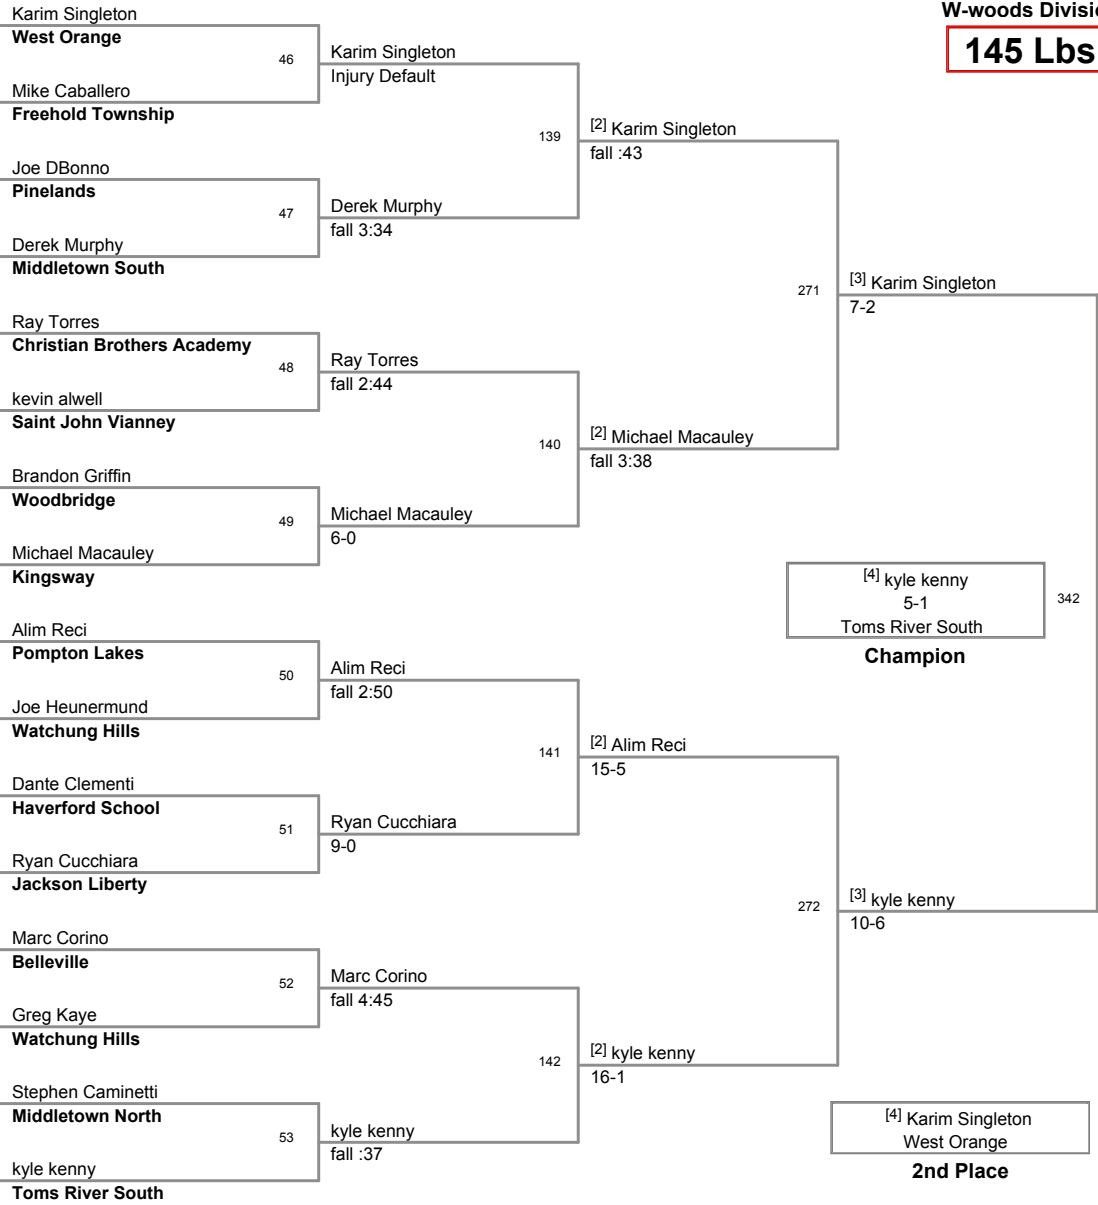 Karim Singleton
West Orange
46
Mike Caballero
Freehold Township
Joe DBonno
Pinelands
47
Derek Murphy
Middletown South
Ray Torres
Christian Brothers Academy
48
kevin alwell
Saint John Vianney
Brandon Griffin
Woodbridge
49
Michael Macauley
Kingsway
Alim Reci
Pompton Lakes
50
Joe Heunermund
Watchung Hills
Dante Clementi
Haverford School
51
Ryan Cucchiara
Jackson Liberty
Marc Corino
Belleville
52
Greg Kaye
Watchung Hills
Stephen Caminetti
Middletown North
53
kyle kenny
Toms River South
Karim Singleton
Injury Default
139
Derek Murphy
fall 3:34
Ray Torres
fall 2:44
140
Michael Macauley
6-0
Alim Reci
fall 2:50
141
Ryan Cucchiara
9-0
Marc Corino
fall 4:45
142
kyle kenny
fall :37
[2] Karim Singleton
fall :43
271
[2] Michael Macauley
fall 3:38
[2] Alim Reci
15-5
272
[2] kyle kenny
16-1
W-woods Divisi
145 Lbs
[3] Karim Singleton
7-2
[4] kyle kenny
5-1
Toms River South
Champion
342
[3] kyle kenny
10-6
[4] Karim Singleton
West Orange
2nd Place